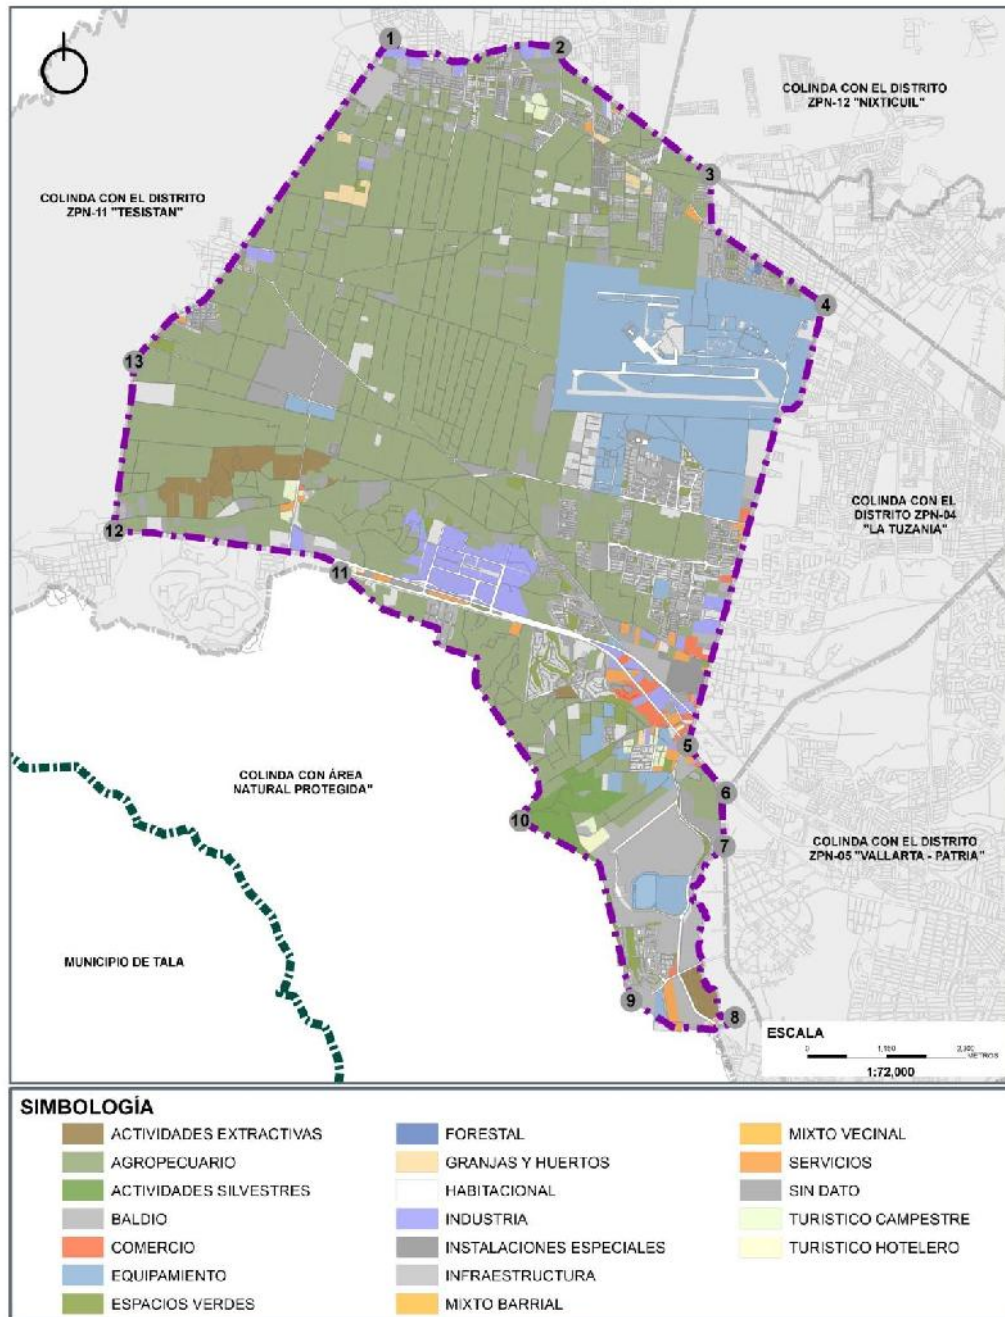 1
2
COLINDA CON EL DISTRITO
ZPN-12 "NIXTICUIL"
3
COLINDA CON EL DISTRITO
ZPN-11 "TESISTAN"
4
13
COLINDA CON EL
DISTRITO ZPN-04
"LA TUZANIA"
12
11
5
COLINDA CON ÁREA
NATURAL PROTEGIDA"
6
10
7
COLINDA CON EL DISTRITO
ZPN-05 "VALLARTA - PATRIA"
MUNICIPIO DE TALA
9
8
ESCALA
0
METROS
1:72,000
SIMBOLOGÍA
ACTIVIDADES EXTRACTIVAS
AGROPECUARIO
ACTIVIDADES SILVESTRES
BALDIO
COMERCIO
EQUIPAMIENTO
ESPACIOS VERDES
FORESTAL
GRANJAS Y HUERTOS
HABITACIONAL
INDUSTRIA
INSTALACIONES ESPECIALES
INFRAESTRUCTURA
MIXTO BARRIAL
MIXTO VECINAL
SERVICIOS
SIN DATO
TURISTICO CAMPESTRE
TURISTICO HOTELERO